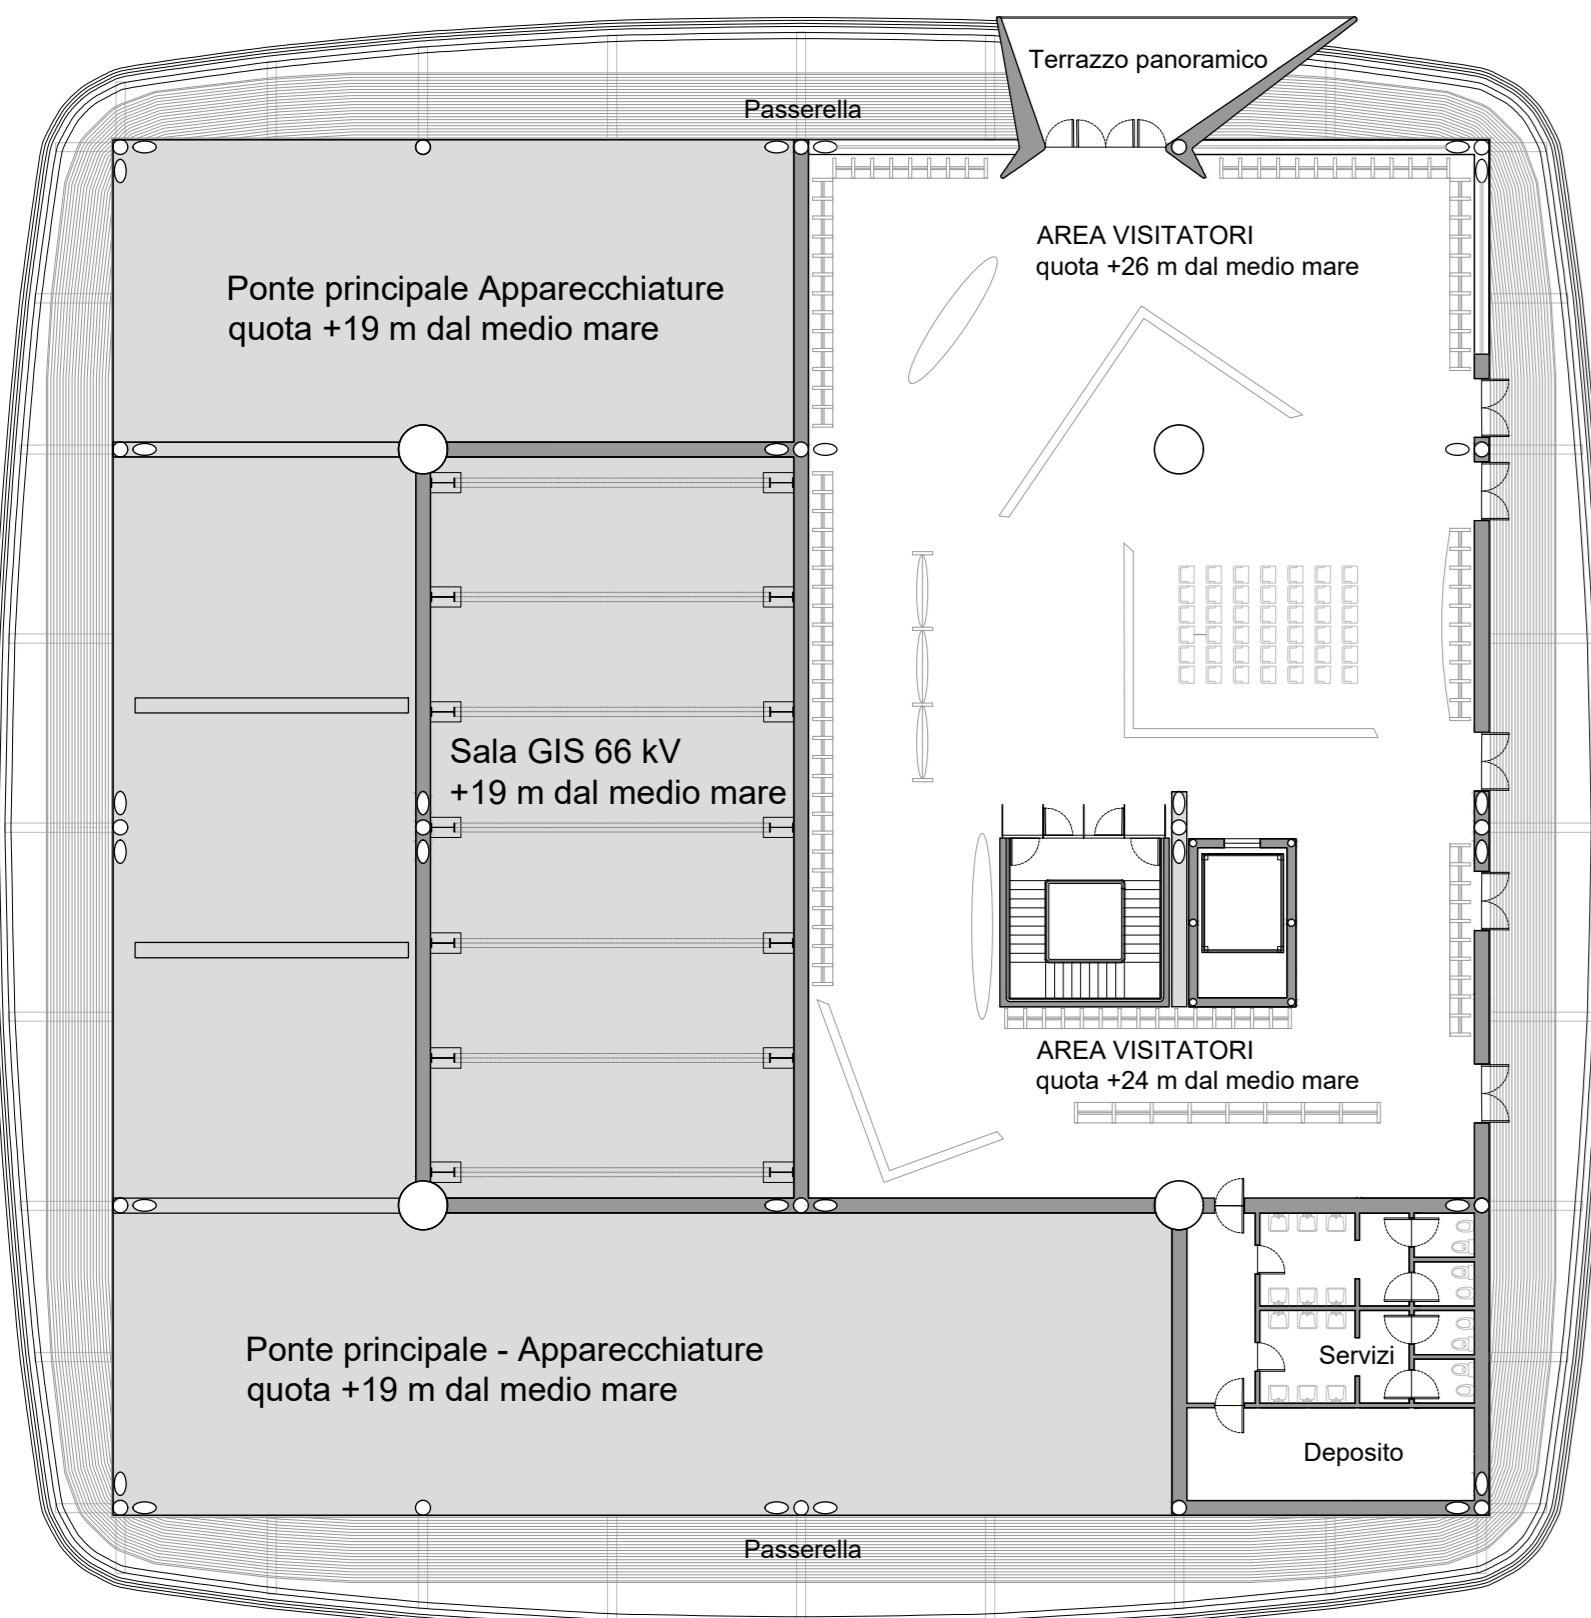 Terrazzo panoramico
Passerella
AREA VISITATORI
quota +26 m dal medio mare
Ponte principale Apparecchiature
quota +19 m dal medio mare
Sala GIS 66 kV
+19 m dal medio mare
AREA VISITATORI
quota +24 m dal medio mare
Ponte principale - Apparecchiature
quota +19 m dal medio mare
Servizi
Deposito
Passerella